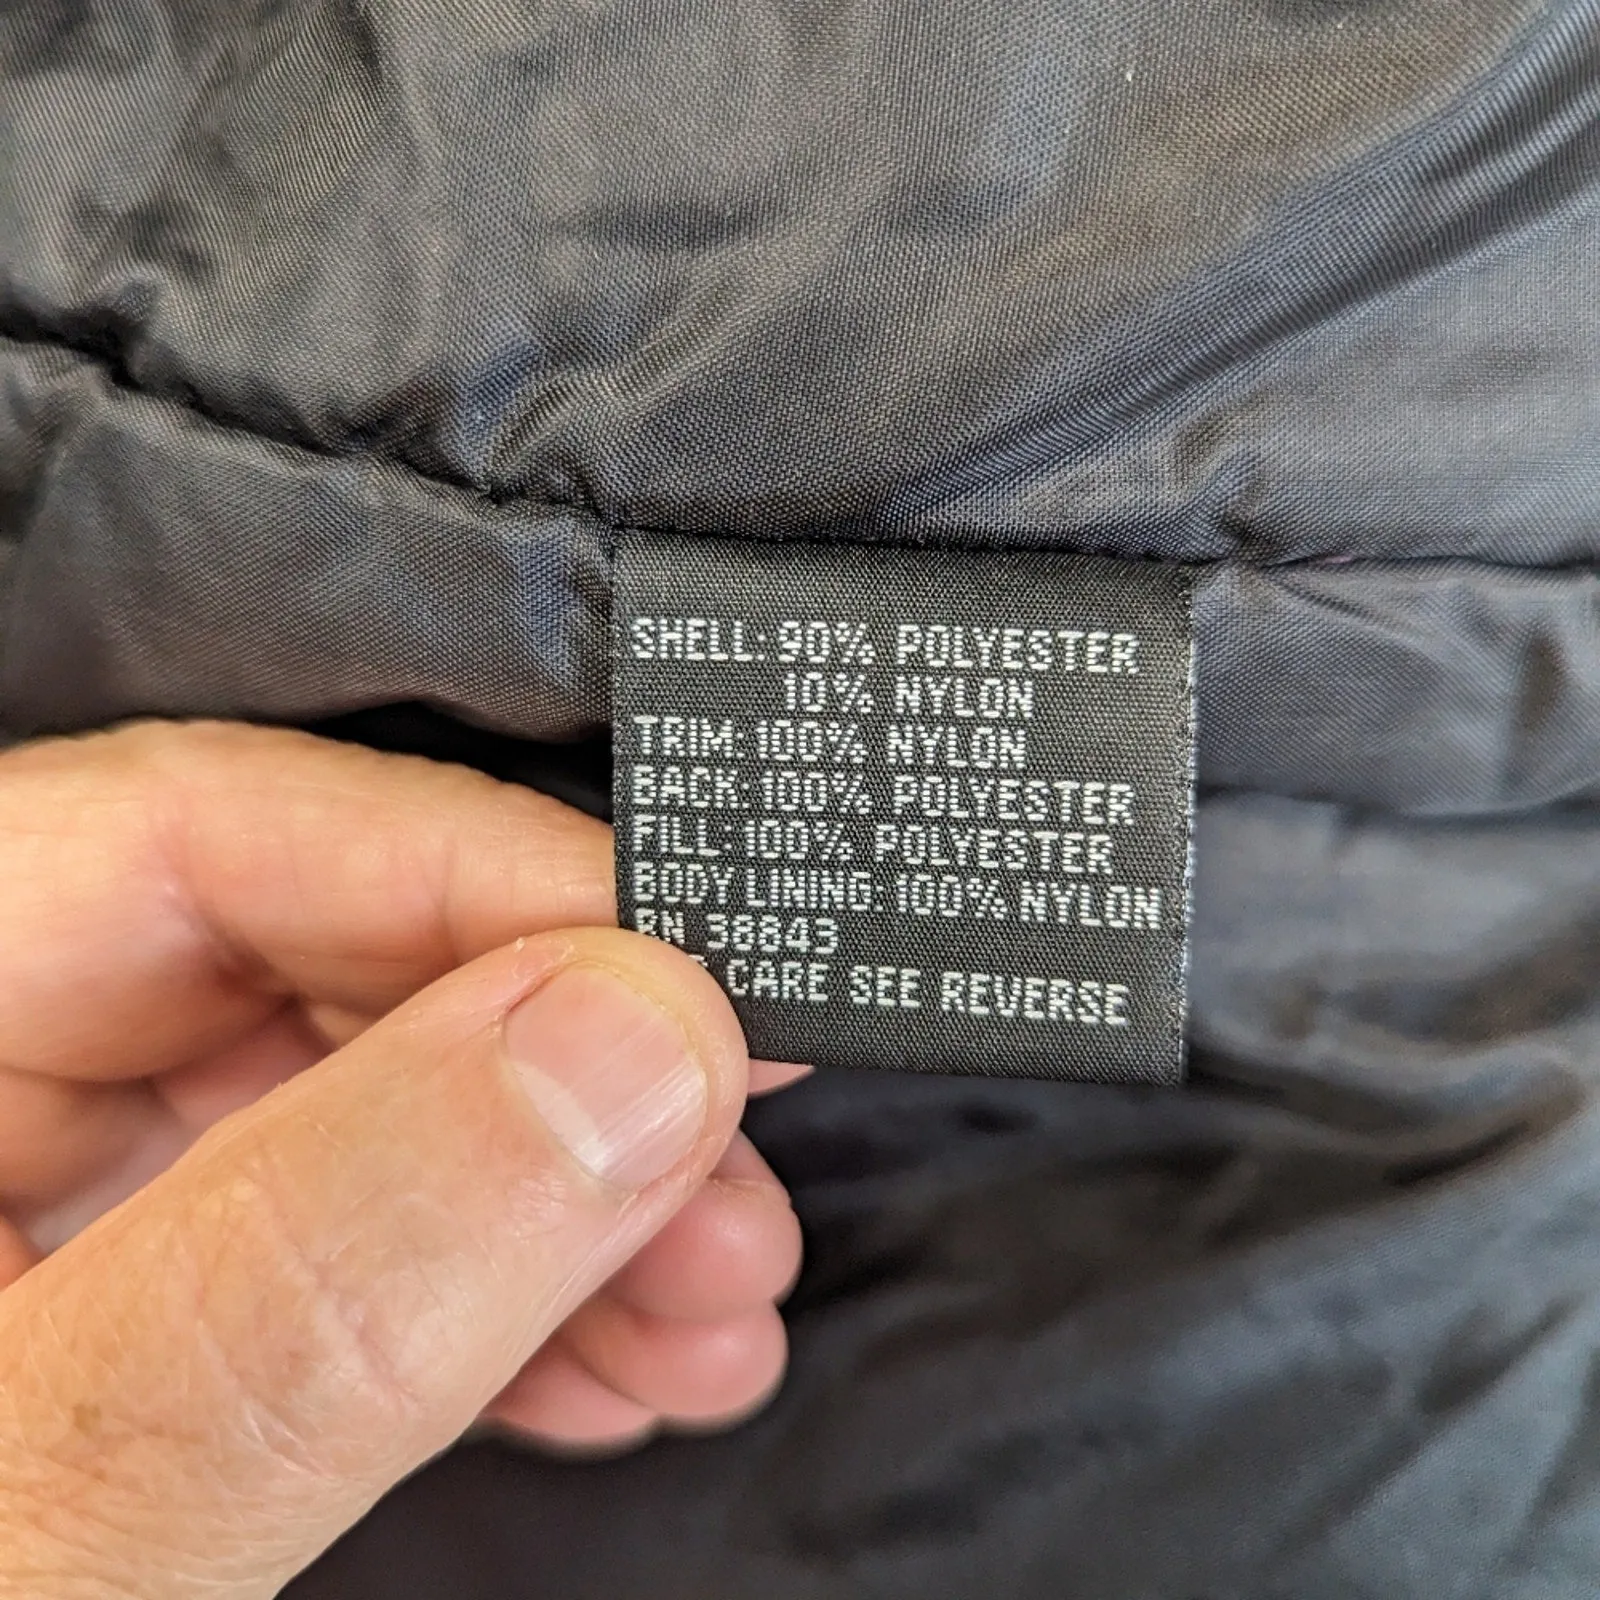 SHELL: 90% POLYESTER
10% NYLON
TRIM: 100% NYLON
BACK: 100% POLYESTER
FILL: 100% POLYESTER
BODY LINING: 100% NYLON
RN 38843
CARE SEE REVERSE